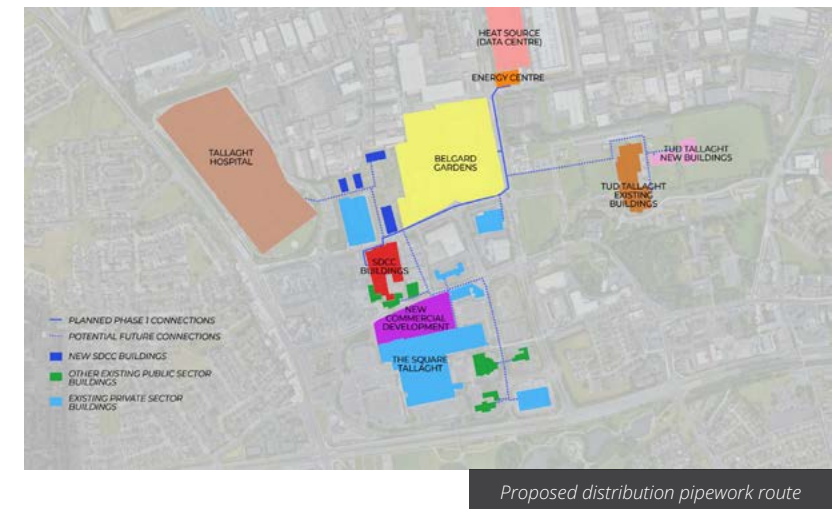 HEAT SOURCE
(DATA CENTRE)
ENERGY CENTRE
TALLAGHT
HOSPITAL
BELGARD
GARDENS
TUD TALLAGHT
NEW BUILDINGS
TUD TALLAGHT
EXISTING
BUILDINGS
SDCC
BUILDINGS
NEW
COMMERCIAL
DEVELOPMENT
THE SQUARE
TALLAGHT
PLANNED PHASE 1 CONNECTIONS
POTENTIAL FUTURE CONNECTIONS
NEW SDCC BUILDINGS
OTHER EXISTING PUBLIC SECTOR
BUILDINGS
EXISTING PRIVATE SECTOR
BUILDINGS
Proposed distribution pipework route